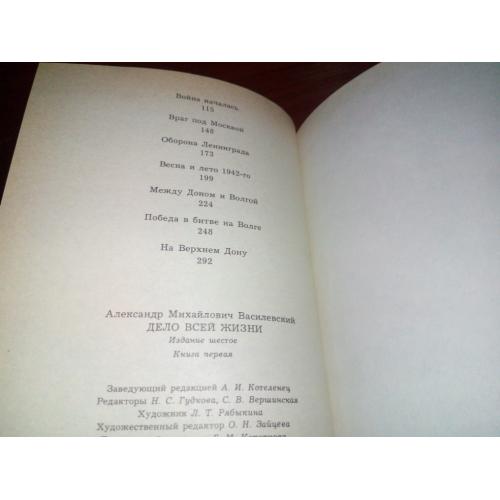 Война началась
115
Враг под Москвой
148
Оборона Ленинграда
173
Весна и лето 1942-го
199
Между Доном и Волгой
224
Победа в битве на Волге
248
На Верхнем Дону
292
Александр Михайлович Василевский
ДЕЛО ВСЕЙ ЖИЗНИ
Издание шестое
Книга первая
Заведующий редакцией А. И. Котеленец
Редакторы Н. С. Гудкова, С. В. Вершинская
Художник Л. Т. Рябыкина
Художественный редактор О. Н. Зайцева